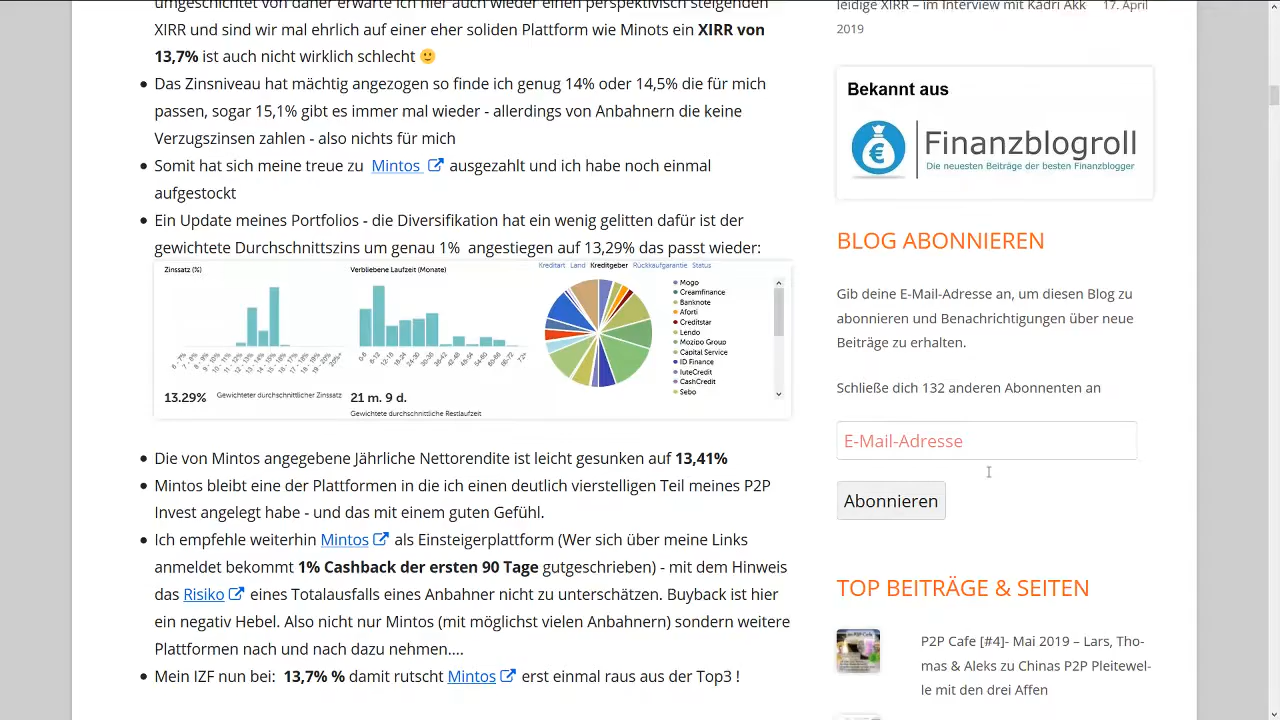 umgeschichtet von daher erwarte ich hier auch wieder einen perspektivisch steigenden
XIRR und sind wir mal ehrlich auf einer eher soliden Plattform wie Minots ein XIRR von
13,7% ist auch nicht wirklich schlecht 🙂
Das Zinsniveau hat mächtig angezogen so finde ich genug 14% oder 14,5% die für mich
passen, sogar 15,1% gibt es immer mal wieder - allerdings von Anbahnern die keine
Verzugszinsen zahlen - also nichts für mich
Somit hat sich meine treue zu Mintos ausgezahlt und ich habe noch einmal
aufgestockt
Ein Update meines Portfolios - die Diversifikation hat ein wenig gelitten dafür ist der
gewichtete Durchschnittszins um genau 1% angestiegen auf 13,29% das passt wieder:
Zinssatz (%)
13.29% Gewichteter durchschnittlicher Zinssatz
Verbliebene Laufzeit (Monate)
21 m. 9 d.
Gewichtete durchschnittliche Restlaufzeit
Kreditart Land Kreditgeber Rückkaufgarantie Status
Mogo
Creamfinance
Banknote
Aforti
Creditstar
Lendo
Mozipo Group
Capital Service
ID Finance
IuteCredit
CashCredit
Sebo
Die von Mintos angegebene Jährliche Nettorendite ist leicht gesunken auf 13,41%
Mintos bleibt eine der Plattformen in die ich einen deutlich vierstelligen Teil meines P2P
Invest angelegt habe - und das mit einem guten Gefühl.
Ich empfehle weiterhin Mintos als Einsteigerplattform (Wer sich über meine Links
anmeldet bekommt 1% Cashback der ersten 90 Tage gutgeschrieben) - mit dem Hinweis
das Risiko eines Totalausfalls eines Anbahner nicht zu unterschätzen. Buyback ist hier
ein negativ Hebel. Also nicht nur Mintos (mit möglichst vielen Anbahnern) sondern weitere
Plattformen nach und nach dazu nehmen....
Mein IZF nun bei: 13,7% % damit rutscht Mintos erst einmal raus aus der Top3 !
leidige XIRR – im Interview mit Kadri Akk 17. April
2019
Bekannt aus
Finanzblogroll
Die neuesten Beiträge der besten Finanzblogger
BLOG ABONNIEREN
Gib deine E-Mail-Adresse an, um diesen Blog zu
abonnieren und Benachrichtigungen über neue
Beiträge zu erhalten.
Schließe dich 132 anderen Abonnenten an
E-Mail-Adresse
Abonnieren
TOP BEITRÄGE & SEITEN
P2P Cafe [#4]- Mai 2019 – Lars, Tho-
mas & Aleks zu Chinas P2P Pleitewel-
le mit den drei Affen